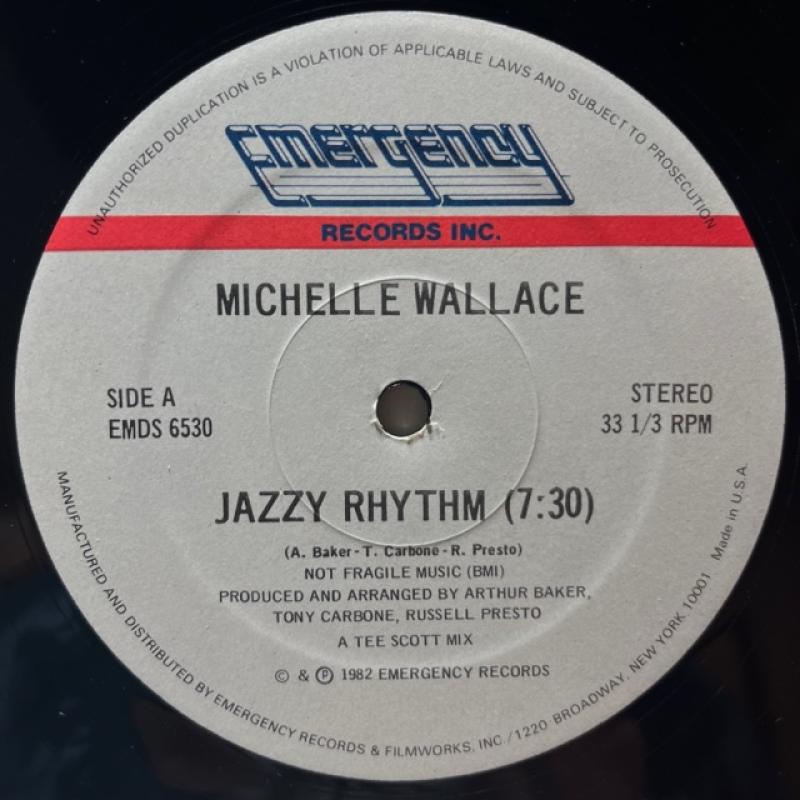 UNAUTHORIZED DUPLICATION IS A VIOLATION OF APPLICABLE LAWS AND SUBJECT TO PROSECUTION
Emergency
RECORDS INC.
MICHELLE WALLACE
SIDE A
EMDS 6530
STEREO
33 1/3 RPM
JAZZY RHYTHM (7:30)
(A. Baker - T. Carbone - R. Presto)
NOT FRAGILE MUSIC (BMI)
PRODUCED AND ARRANGED BY ARTHUR BAKER,
TONY CARBONE, RUSSELL PRESTO
A TEE SCOTT MIX
© & Ⓟ 1982 EMERGENCY RECORDS
MANUFACTURED AND DISTRIBUTED BY EMERGENCY RECORDS & FILMWORKS, INC./1220 BROADWAY, NEW YORK 10001 Made in U.S.A.